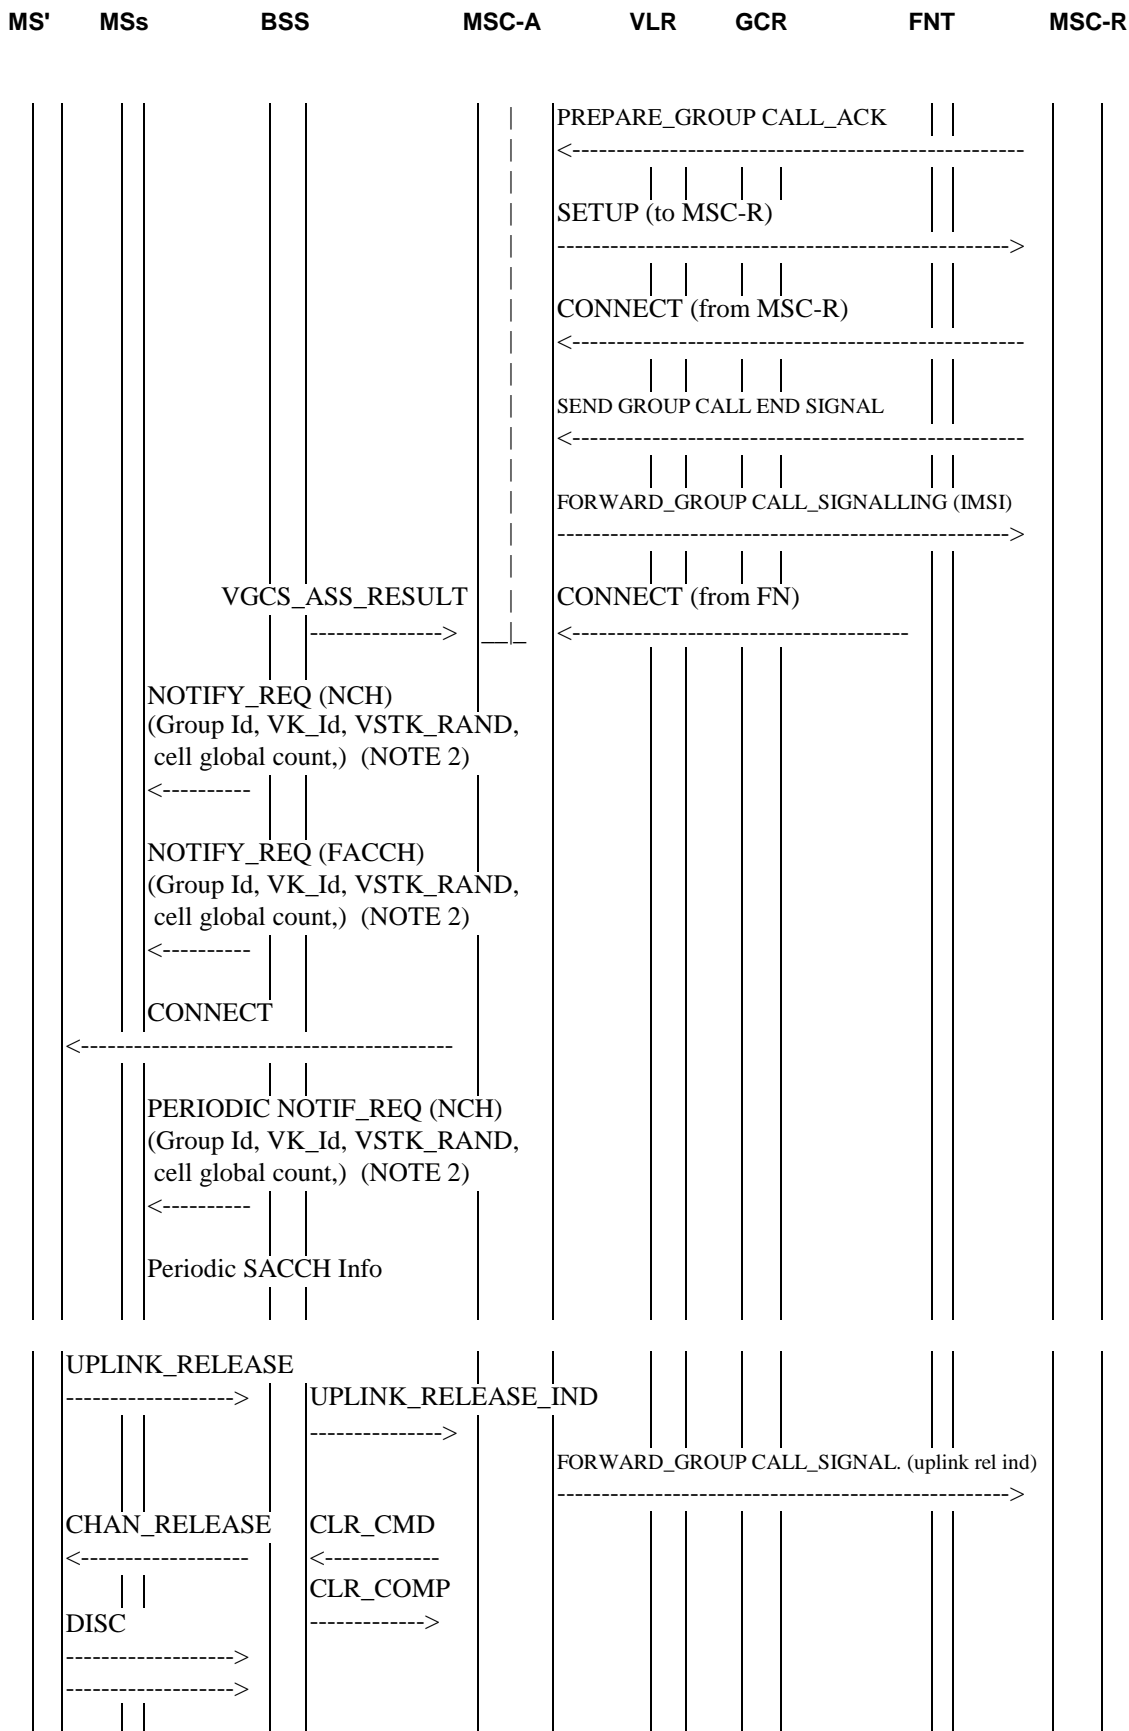 MS' MSs BSS MSC-A VLR GCR FNT MSC-R
PREPARE_GROUP CALL_ACK
<---------------------------------------------------
SETUP (to MSC-R)
--------------------------------------------------->
CONNECT (from MSC-R)
<---------------------------------------------------
SEND GROUP CALL END SIGNAL
<---------------------------------------------------
FORWARD_GROUP CALL_SIGNALLING (IMSI)
--------------------------------------------------->
VGCS_ASS_RESULT CONNECT (from FN)
---------------> __|_ <--------------------------------------
NOTIFY_REQ (NCH)
(Group Id, VK_Id, VSTK_RAND,
cell global count,) (NOTE 2)
<----------
NOTIFY_REQ (FACCH)
(Group Id, VK_Id, VSTK_RAND,
cell global count,) (NOTE 2)
<----------
CONNECT
<------------------------------------------
PERIODIC NOTIF_REQ (NCH)
(Group Id, VK_Id, VSTK_RAND,
cell global count,) (NOTE 2)
<----------
Periodic SACCH Info
UPLINK_RELEASE
-------------------> UPLINK_RELEASE_IND
--------------->
FORWARD_GROUP CALL_SIGNAL. (uplink rel ind)
--------------------------------------------------->
CHAN_RELEASE CLR_CMD
<------------------- <-------------
CLR_COMP
DISC ------------->
------------------->
------------------->